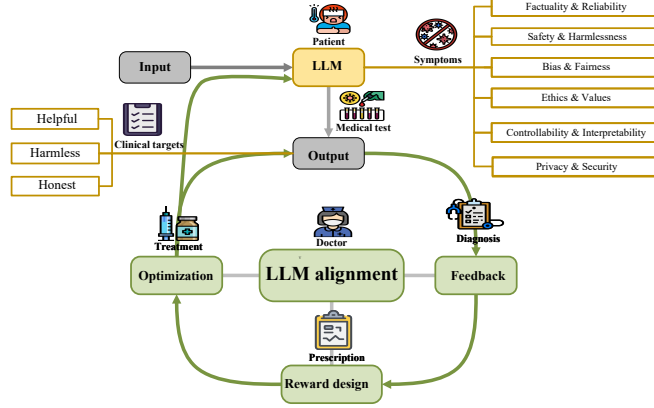 Factuality & Reliability
Patient
Safety & Harmlessness
Input
LLM
Symptoms
Bias & Fairness
Ethics & Values
Helpful
Medical test
Clinical targets
Controllability & Interpretability
Harmless
Output
Privacy & Security
Honest
Treatment
Doctor
Diagnosis
Optimization
LLM alignment
Feedback
Prescription
Reward design